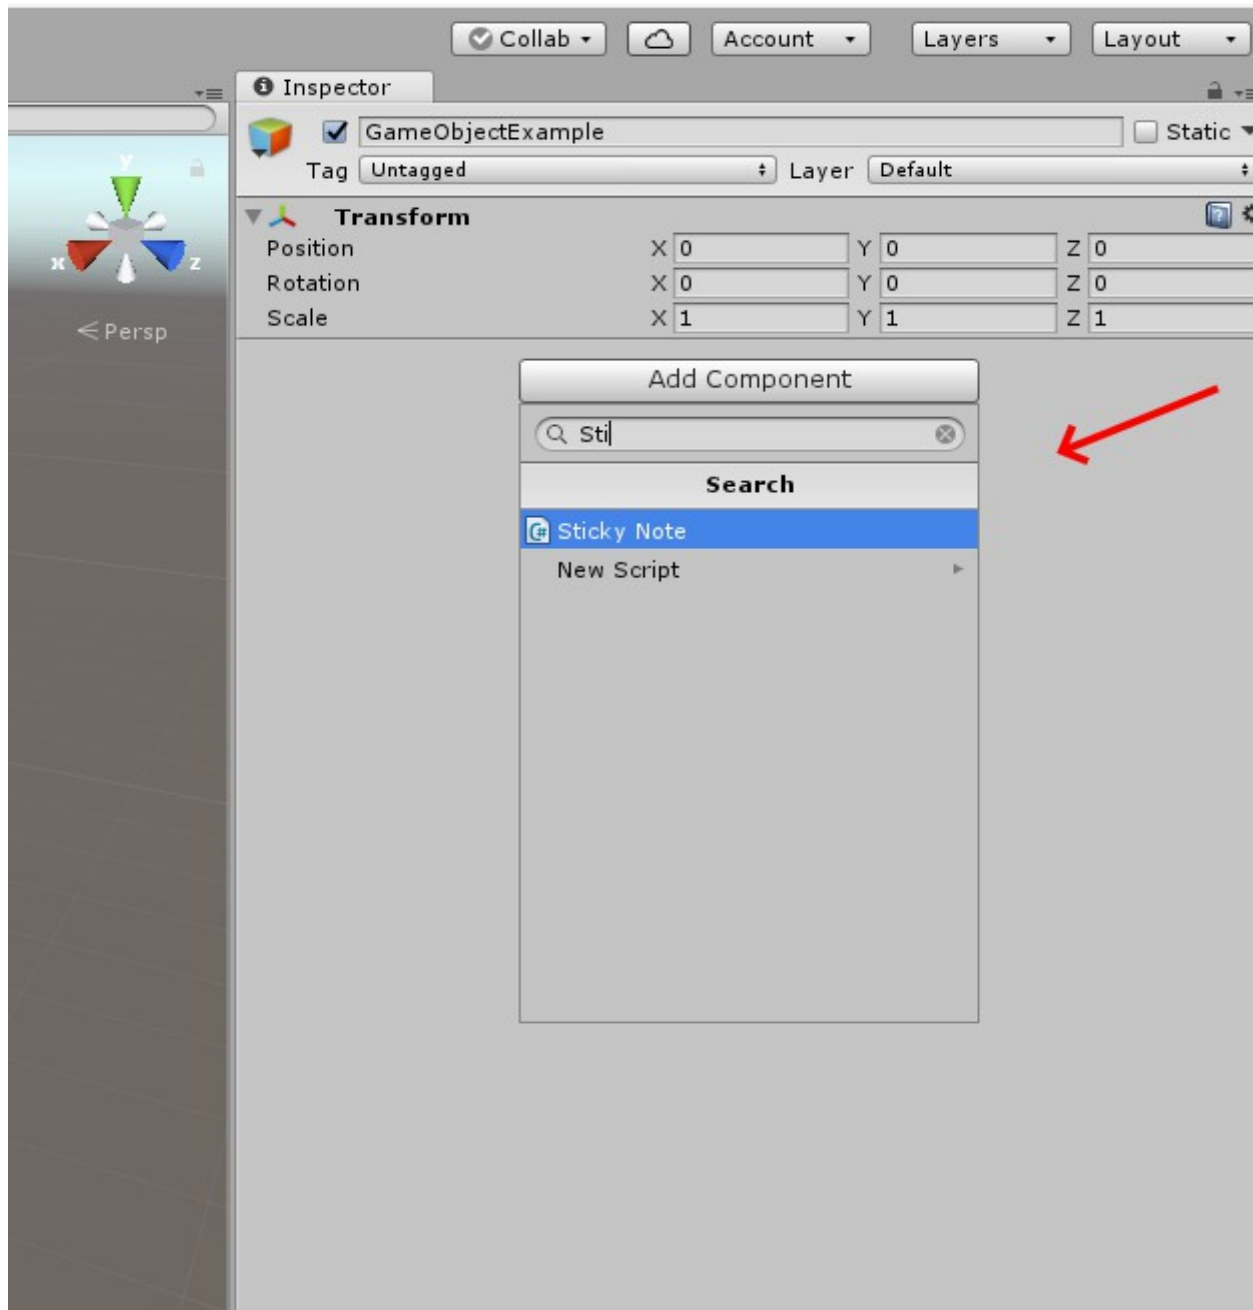 Collab Account Layers Layout
Inspector
GameObjectExample Static
Tag Untagged Layer Default
y
x z
Persp
Transform
Position X 0 Y 0 Z 0
Rotation X 0 Y 0 Z 0
Scale X 1 Y 1 Z 1
Add Component
Sti
Search
C# Sticky Note
New Script